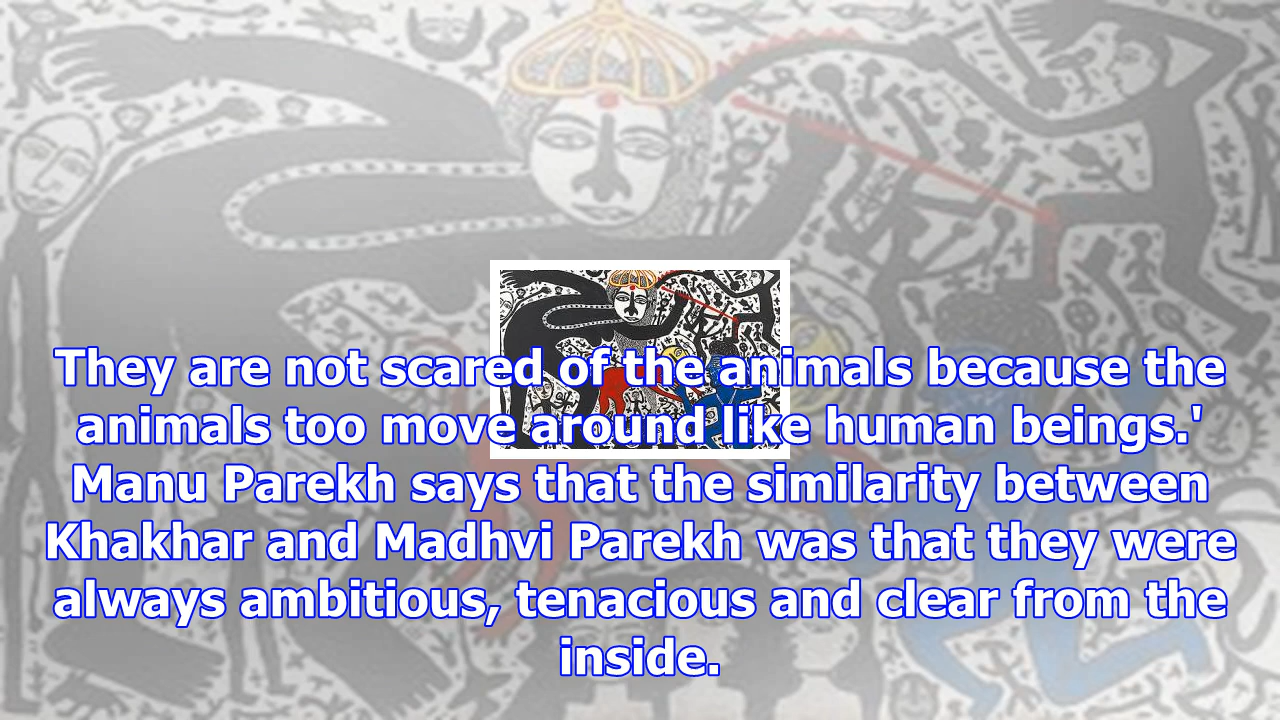 They are not scared of the animals because the
animals too move around like human beings.'
Manu Parekh says that the similarity between
Khakhar and Madhvi Parekh was that they were
always ambitious, tenacious and clear from the
inside.